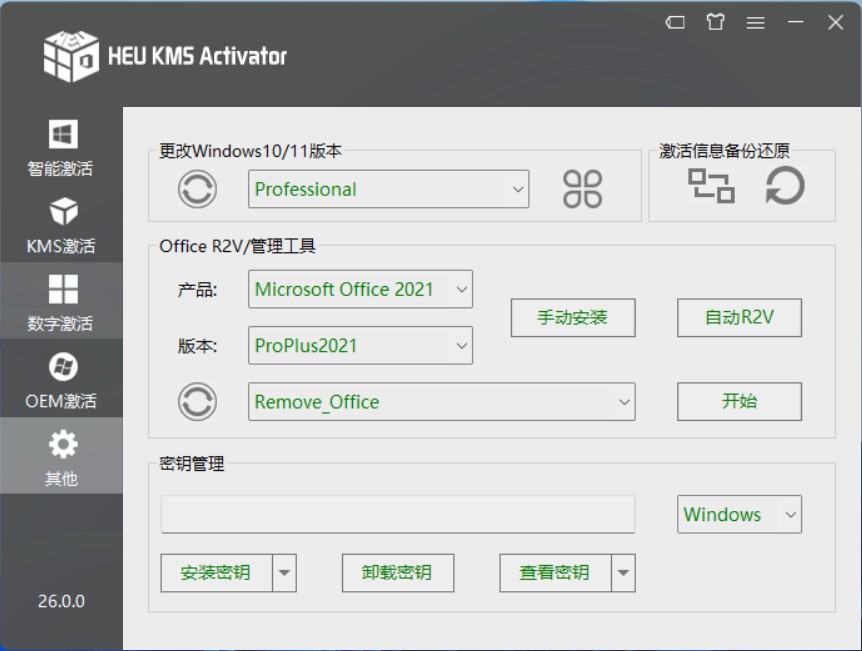 HEU KMS Activator
智能激活
KMS激活
数字激活
OEM激活
其他
26.0.0
更改Windows10/11版本
Professional
激活信息备份还原
Office R2V/管理工具
产品:
Microsoft Office 2021
手动安装
自动R2V
版本:
ProPlus2021
Remove_Office
开始
密钥管理
Windows
安装密钥
卸载密钥
查看密钥